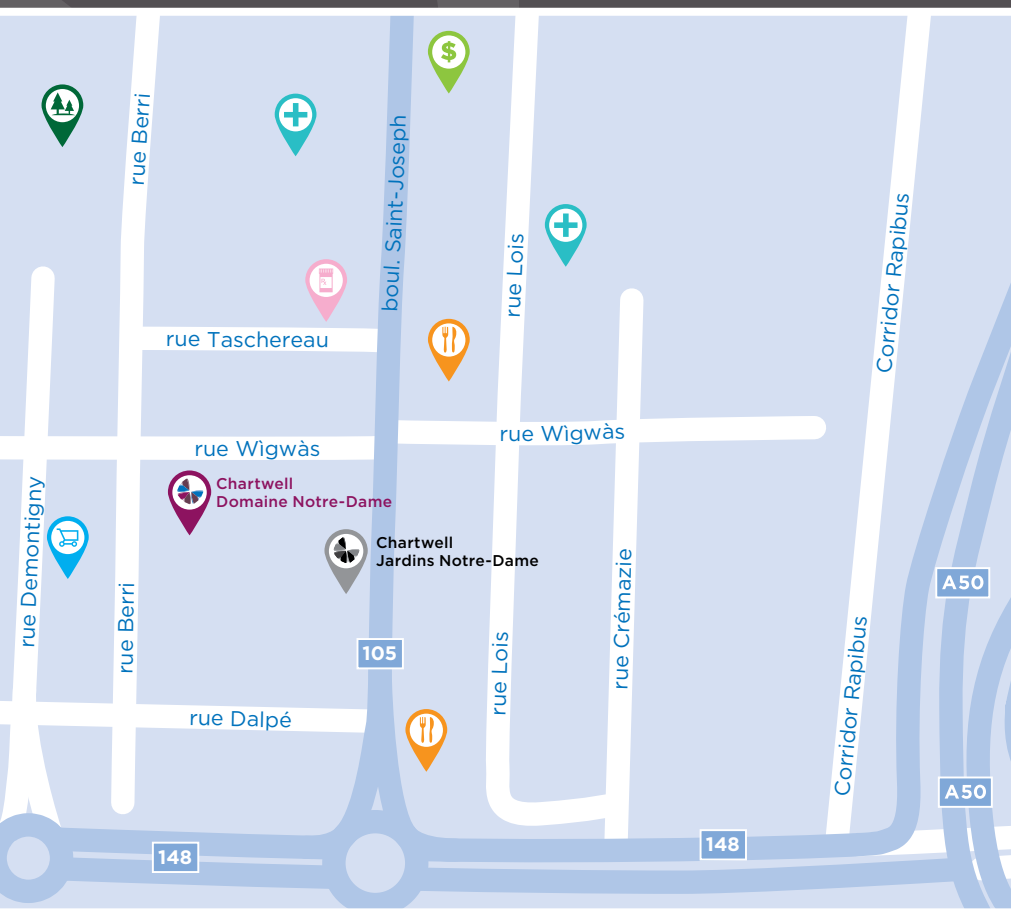 $
rue Berri
boul. Saint-Joseph
Corridor Rapibus
rue Lois
rue Taschereau
rue Wìgwàs
rue Wìgwàs
Chartwell
Domaine Notre-Dame
rue Demontigny
Chartwell
Jardins Notre-Dame
rue Crémazie
A50
rue Berri
105
rue Lois
Corridor Rapibus
rue Dalpé
A50
148
148